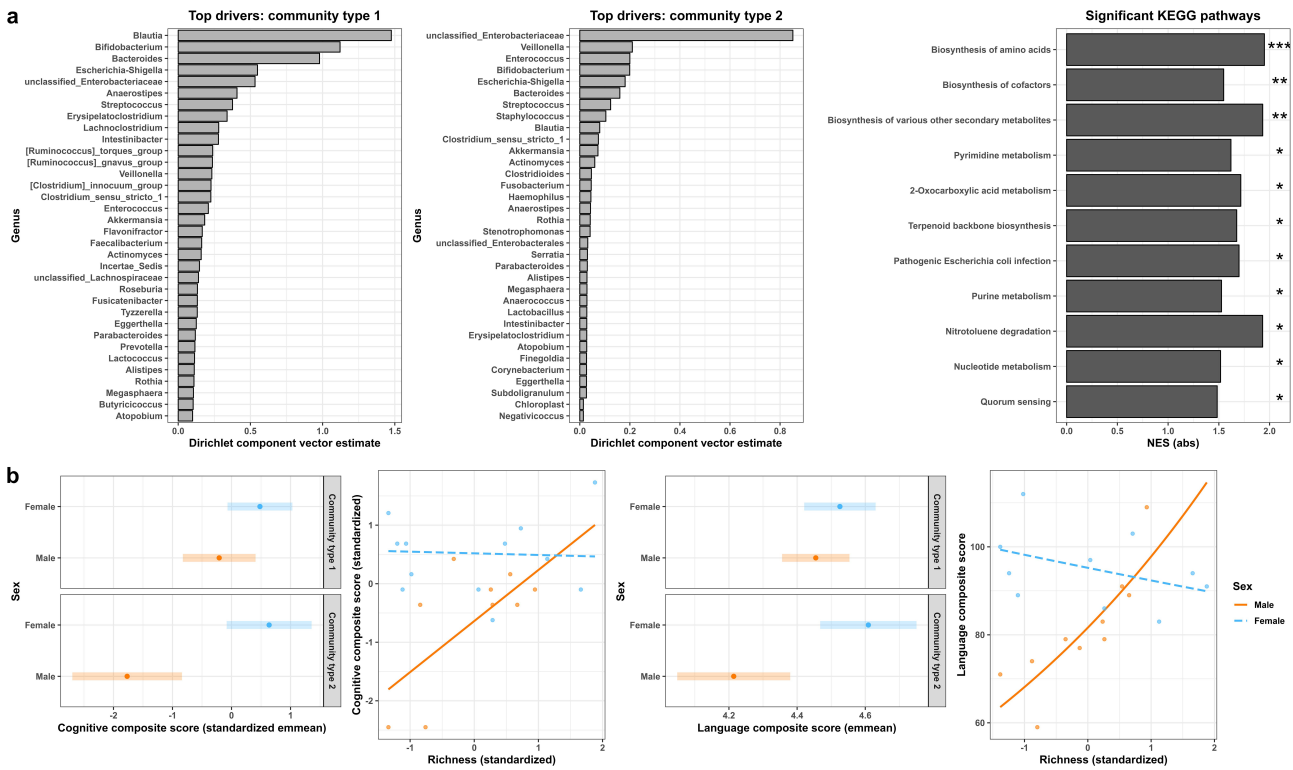 a
Top drivers: community type 1
Genus
Blautia
Bifidobacterium
Bacteroides
Escherichia-Shigella
unclassified_Enterobacteriaceae
Anaerostipes
Streptococcus
Erysipelatoclostridium
Lachnoclostridium
Intestinibacter
[Ruminococcus]_torques_group
[Ruminococcus]_gnavus_group
Veillonella
[Clostridium]_innocuum_group
Clostridium_sensu_stricto_1
Enterococcus
Akkermansia
Flavonifractor
Faecalibacterium
Actinomyces
Incertae_Sedis
unclassified_Lachnospiraceae
Roseburia
Fusicatenibacter
Tyzzerella
Eggerthella
Parabacteroides
Prevotella
Lactococcus
Alistipes
Rothia
Megasphaera
Butyricicoccus
Atopobium
0.0 0.5 1.0 1.5
Dirichlet component vector estimate
Top drivers: community type 2
Genus
unclassified_Enterobacteriaceae
Veillonella
Enterococcus
Bifidobacterium
Escherichia-Shigella
Bacteroides
Streptococcus
Staphylococcus
Blautia
Clostridium_sensu_stricto_1
Akkermansia
Actinomyces
Clostridioides
Fusobacterium
Haemophilus
Anaerostipes
Rothia
Stenotrophomonas
unclassified_Enterobacterales
Serratia
Parabacteroides
Alistipes
Megasphaera
Anaerococcus
Lactobacillus
Intestinibacter
Erysipelatoclostridium
Atopobium
Finegoldia
Corynebacterium
Eggerthella
Subdoligranulum
Chloroplast
Negativicoccus
0.0 0.2 0.4 0.6 0.8
Dirichlet component vector estimate
Significant KEGG pathways
Biosynthesis of amino acids ***
Biosynthesis of cofactors **
Biosynthesis of various other secondary metabolites **
Pyrimidine metabolism *
2-Oxocarboxylic acid metabolism *
Terpenoid backbone biosynthesis *
Pathogenic Escherichia coli infection *
Purine metabolism *
Nitrotoluene degradation *
Nucleotide metabolism *
Quorum sensing *
0.0 0.5 1.0 1.5 2.0
NES (abs)
b
Sex
Female
Male
Community type 1
Female
Male
Community type 2
-2 -1 0 1
Cognitive composite score (standardized emmean)
Cognitive composite score (standardized)
1
0
-1
-2
-1 0 1 2
Richness (standardized)
Sex
Female
Male
Community type 1
Female
Male
Community type 2
4.2 4.4 4.6
Language composite score (emmean)
Language composite score
100
80
60
-1 0 1 2
Richness (standardized)
Sex
Male
Female